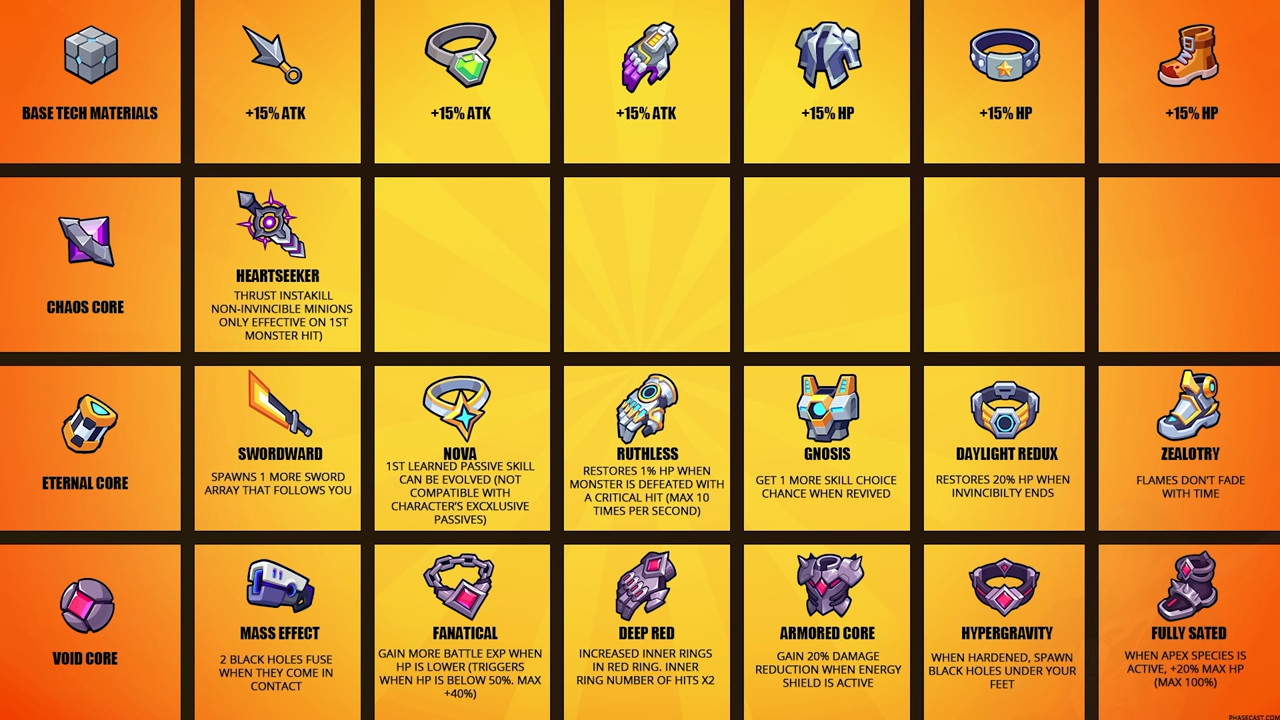 BASE TECH MATERIALS
+15% ATK
+15% ATK
+15% ATK
+15% HP
+15% HP
+15% HP
CHAOS CORE
HEARTSEEKER
THRUST INSTAKILL
NON-INVINCIBLE MINIONS
ONLY EFFECTIVE ON 1ST
MONSTER HIT)
ETERNAL CORE
SWORDWARD
SPAWNS 1 MORE SWORD
ARRAY THAT FOLLOWS YOU
NOVA
1ST LEARNED PASSIVE SKILL
CAN BE EVOLVED (NOT
COMPATIBLE WITH
CHARACTER'S EXCXLUSIVE
PASSIVES)
RUTHLESS
RESTORES 1% HP WHEN
MONSTER IS DEFEATED WITH
A CRITICAL HIT (MAX 10
TIMES PER SECOND)
GNOSIS
GET 1 MORE SKILL CHOICE
CHANCE WHEN REVIVED
DAYLIGHT REDUX
RESTORES 20% HP WHEN
INVINCIBILTY ENDS
ZEALOTRY
FLAMES DON'T FADE
WITH TIME
VOID CORE
MASS EFFECT
2 BLACK HOLES FUSE
WHEN THEY COME IN
CONTACT
FANATICAL
GAIN MORE BATTLE EXP WHEN
HP IS LOWER (TRIGGERS
WHEN HP IS BELOW 50%. MAX
+40%)
DEEP RED
INCREASED INNER RINGS
IN RED RING. INNER
RING NUMBER OF HITS X2
ARMORED CORE
GAIN 20% DAMAGE
REDUCTION WHEN ENERGY
SHIELD IS ACTIVE
HYPERGRAVITY
WHEN HARDENED, SPAWN
BLACK HOLES UNDER YOUR
FEET
FULLY SATED
WHEN APEX SPECIES IS
ACTIVE, +20% MAX HP
(MAX 100%)
PHASECAST.COM